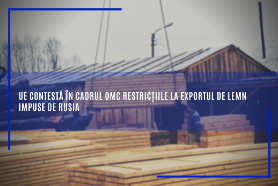 UE CONTESTĂ ÎN CADRUL OMC RESTRICȚIILE LA EXPORTUL DE LEMN
IMPUSE DE RUSIA